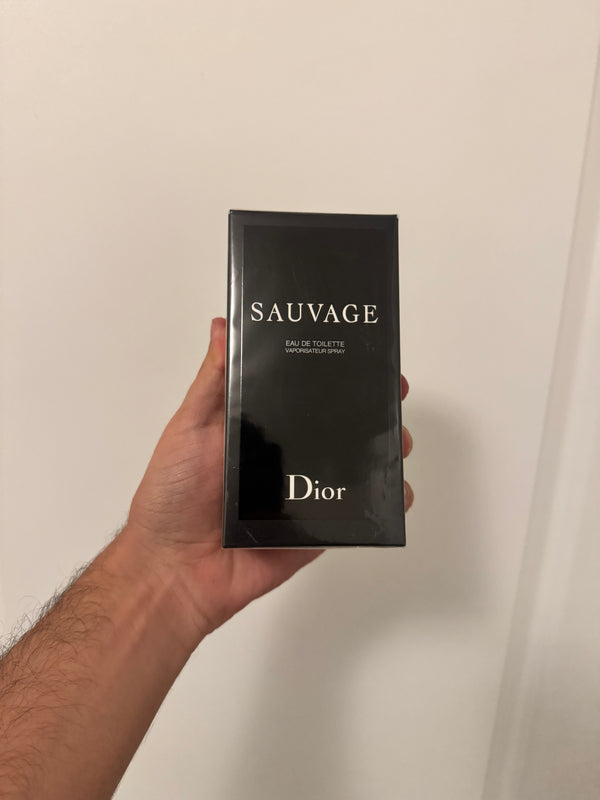 SAUVAGE
EAU DE TOILETTE
VAPORISATEUR SPRAY
Dior